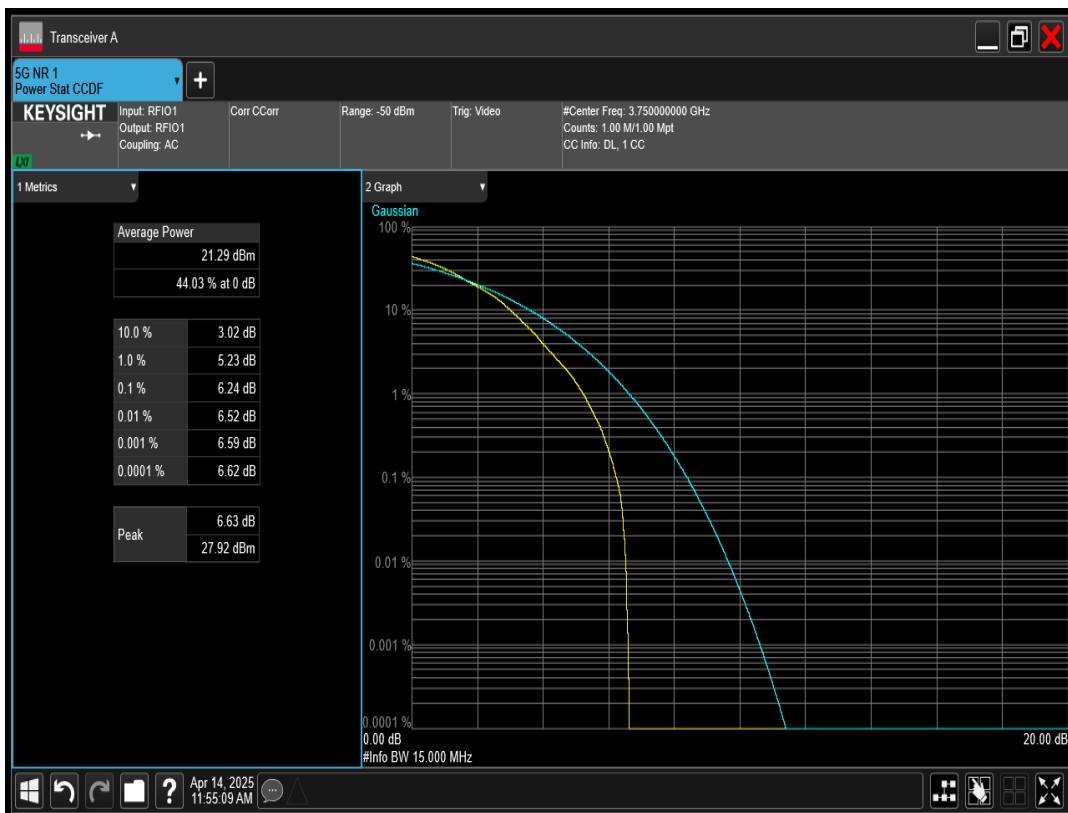 Transceiver A
5G NR 1
Power Stat CCDF
+
KEYSIGHT
LXI
Input: RFIO1
Output: RFIO1
Coupling: AC
Corr CCorr
Range: -50 dBm
Trig: Video
#Center Freq: 3.750000000 GHz
Counts: 1.00 M/1.00 Mpt
CC Info: DL, 1 CC
1 Metrics
Average Power
21.29 dBm
44.03 % at 0 dB
10.0 % 3.02 dB
1.0 % 5.23 dB
0.1 % 6.24 dB
0.01 % 6.52 dB
0.001 % 6.59 dB
0.0001 % 6.62 dB
Peak
6.63 dB
27.92 dBm
2 Graph
Gaussian
100 %
10 %
1 %
0.1 %
0.01 %
0.001 %
0.0001 %
0.00 dB 20.00 dB
#Info BW 15.000 MHz
?
Apr 14, 2025
11:55:09 AM